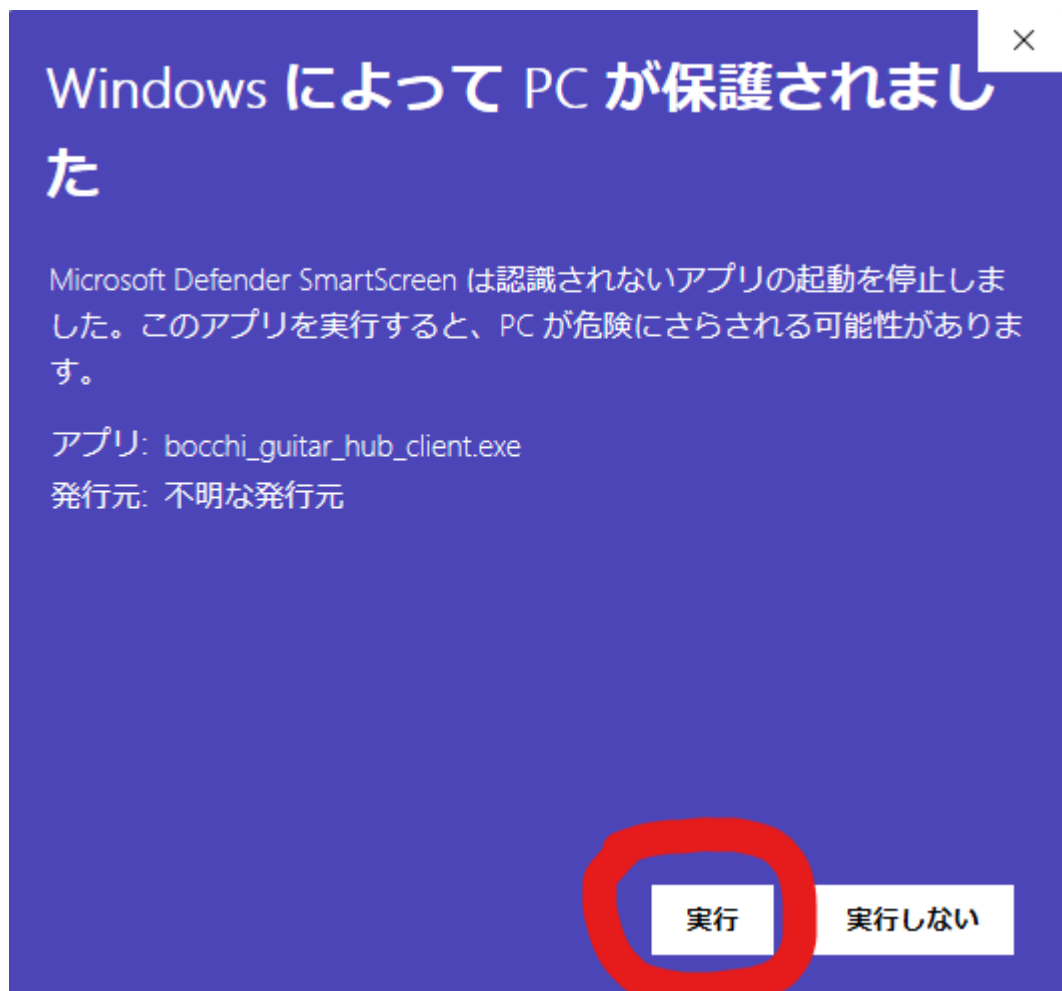 Windows によって PC が保護されまし
た
Microsoft Defender SmartScreen は認識されないアプリの起動を停止しま
した。このアプリを実行すると、PC が危険にさらされる可能性がありま
す。
アプリ: bocchi_guitar_hub_client.exe
発行元: 不明な発行元
実行 実行しない